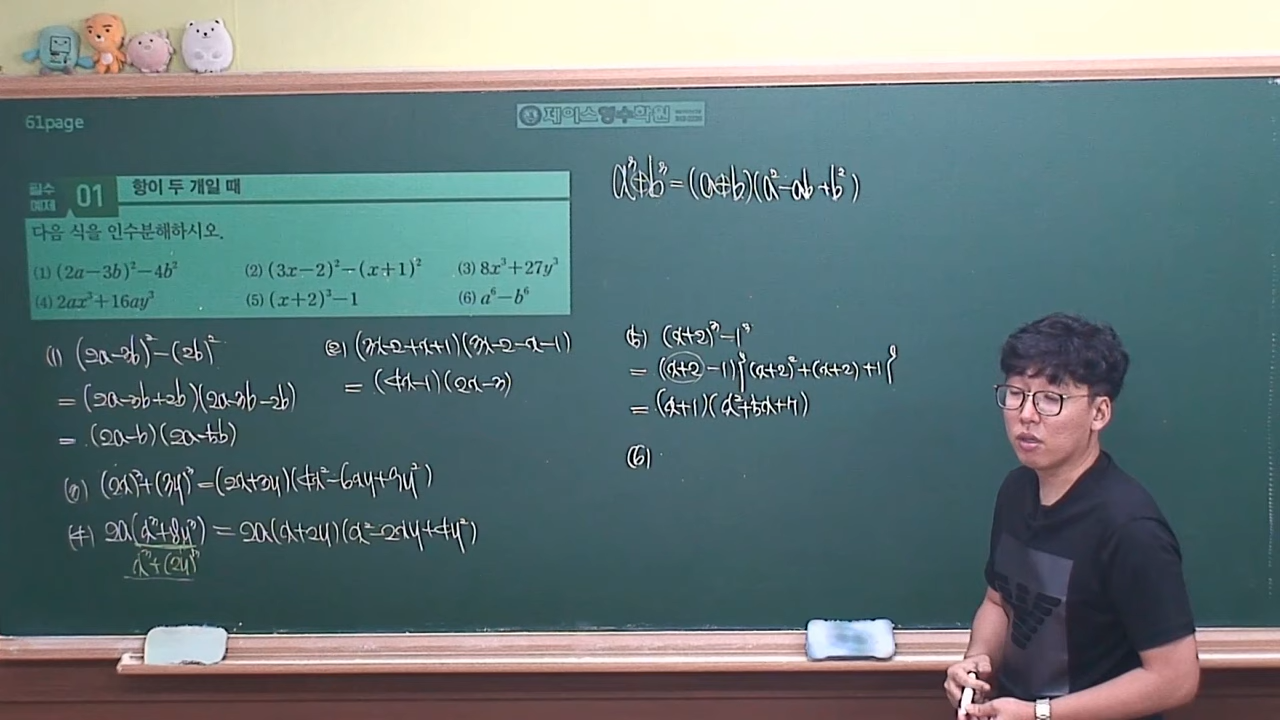 61page
제이스영수학원
필수 예제 01 항이 두 개일 때
다음 식을 인수분해하시오.
(1) (2a-3b)²-4b² (2) (3x-2)²-(x+1)² (3) 8x³+27y³
(4) 2ax³+16ay³ (5) (x+2)³-1 (6) a⁶-b⁶
(1) (2a-3b)²-(2b)²
=(2a-3b+2b)(2a-3b-2b)
=(2a-b)(2a-5b)
(2) (3x-2+x+1)(3x-2-x-1)
=(4x-1)(2x-3)
(3) (2x)³+(3y)³=(2x+3y)(4x²-6xy+9y²)
(4) 2a(x³+8y³)=2a(x+2y)(x²-2xy+4y²)
x³+(2y)³
a³+b³=(a+b)(a²-ab+b²)
(5) (x+2)³-1³
=(x+2-1){(x+2)²+(x+2)+1}
=(x+1)(x²+5x+7)
(6)